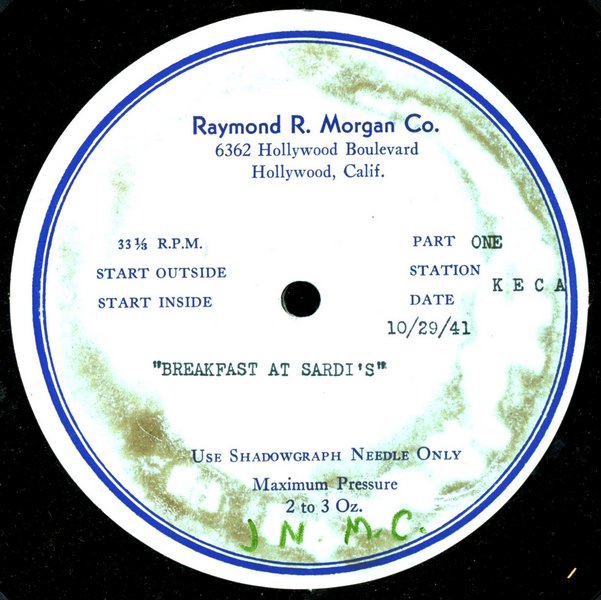 Raymond R. Morgan Co.
6362 Hollywood Boulevard
Hollywood, Calif.
33⅓ R.P.M.
START OUTSIDE
START INSIDE
PART ONE
STATION KECA
DATE
10/29/41
"BREAKFAST AT SARDI'S"
USE SHADOWGRAPH NEEDLE ONLY
Maximum Pressure
2 to 3 Oz.
J N. M.C.